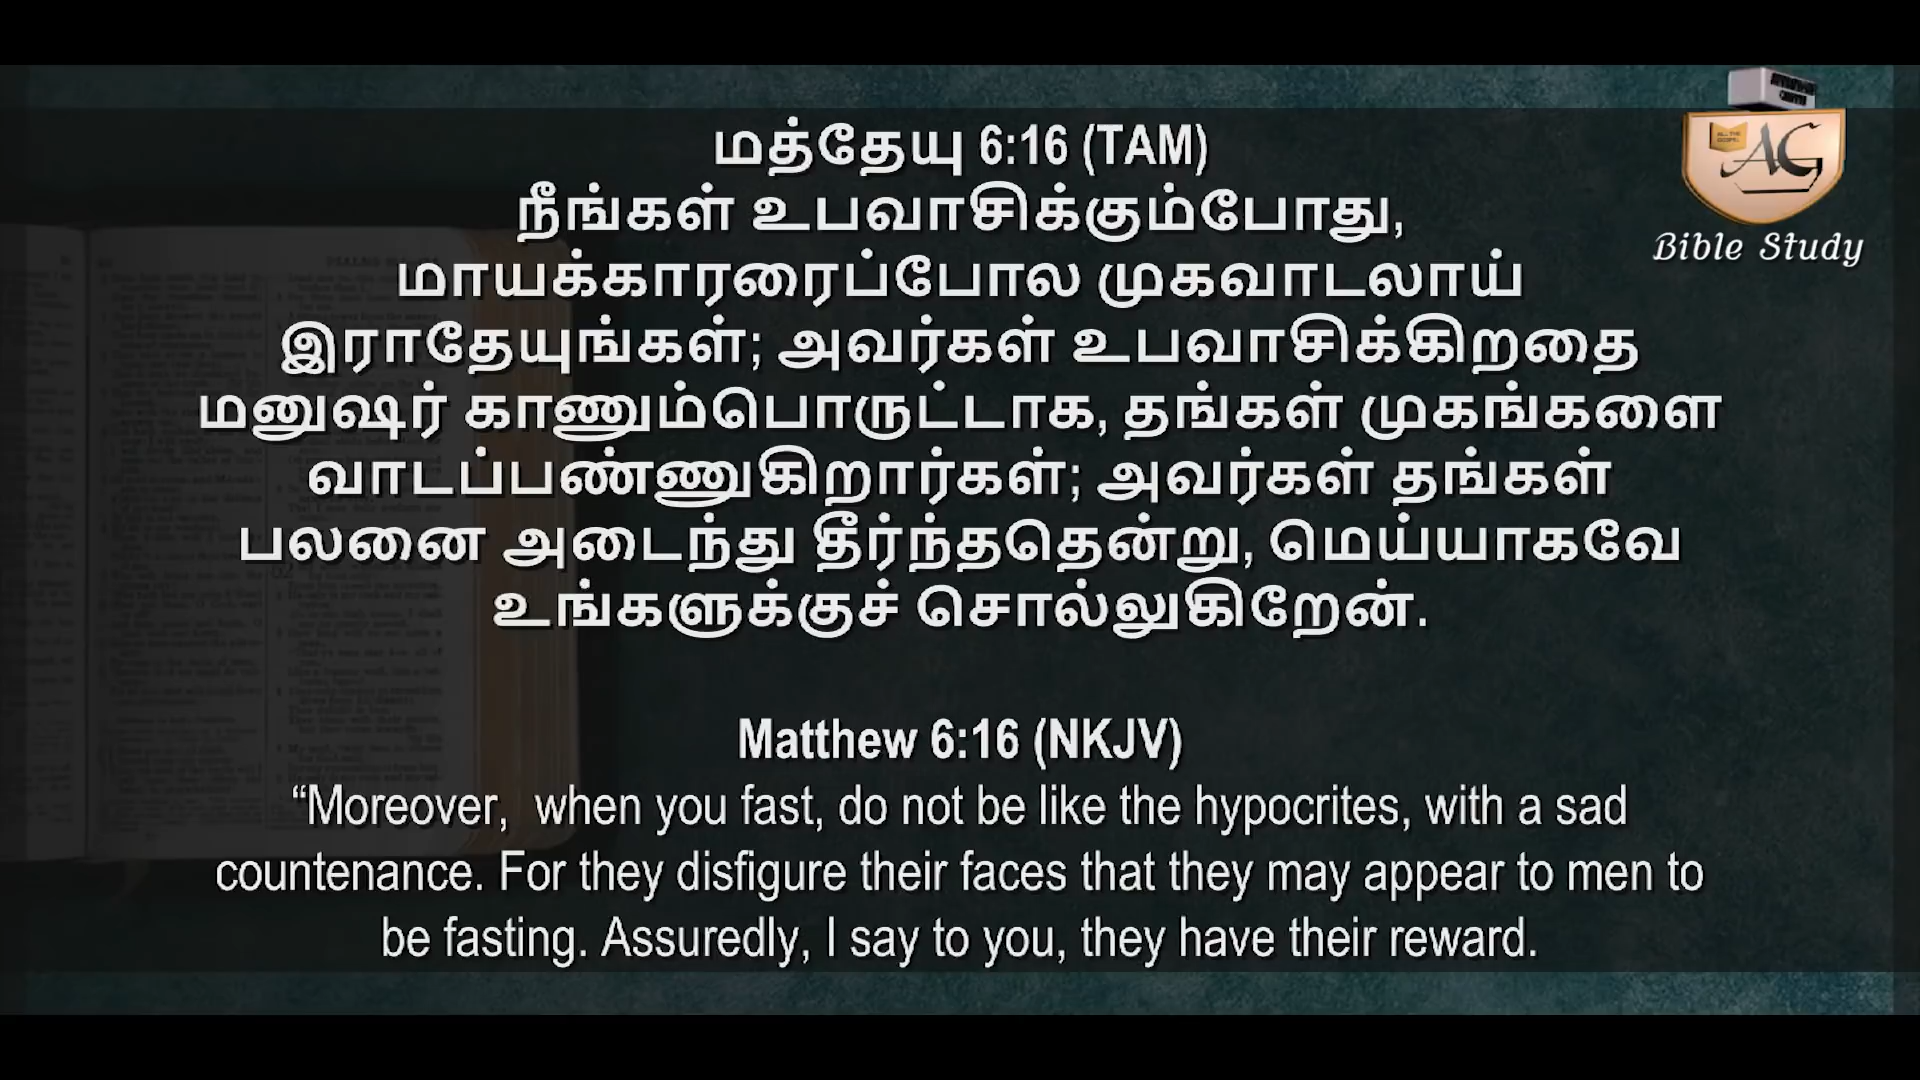 மத்தேயு 6:16 (TAM)
நீங்கள் உபவாசிக்கும்போது,
மாயக்காரரைப்போல முகவாடலாய்
இராதேயுங்கள்; அவர்கள் உபவாசிக்கிறதை
மனுஷர் காணும்பொருட்டாக, தங்கள் முகங்களை
வாடப்பண்ணுகிறார்கள்; அவர்கள் தங்கள்
பலனை அடைந்து தீர்ந்ததென்று, மெய்யாகவே
உங்களுக்குச் சொல்லுகிறேன்.
Matthew 6:16 (NKJV)
“Moreover,  when you fast, do not be like the hypocrites, with a sad
countenance. For they disfigure their faces that they may appear to men to
be fasting. Assuredly, I say to you, they have their reward.
AG
Bible Study